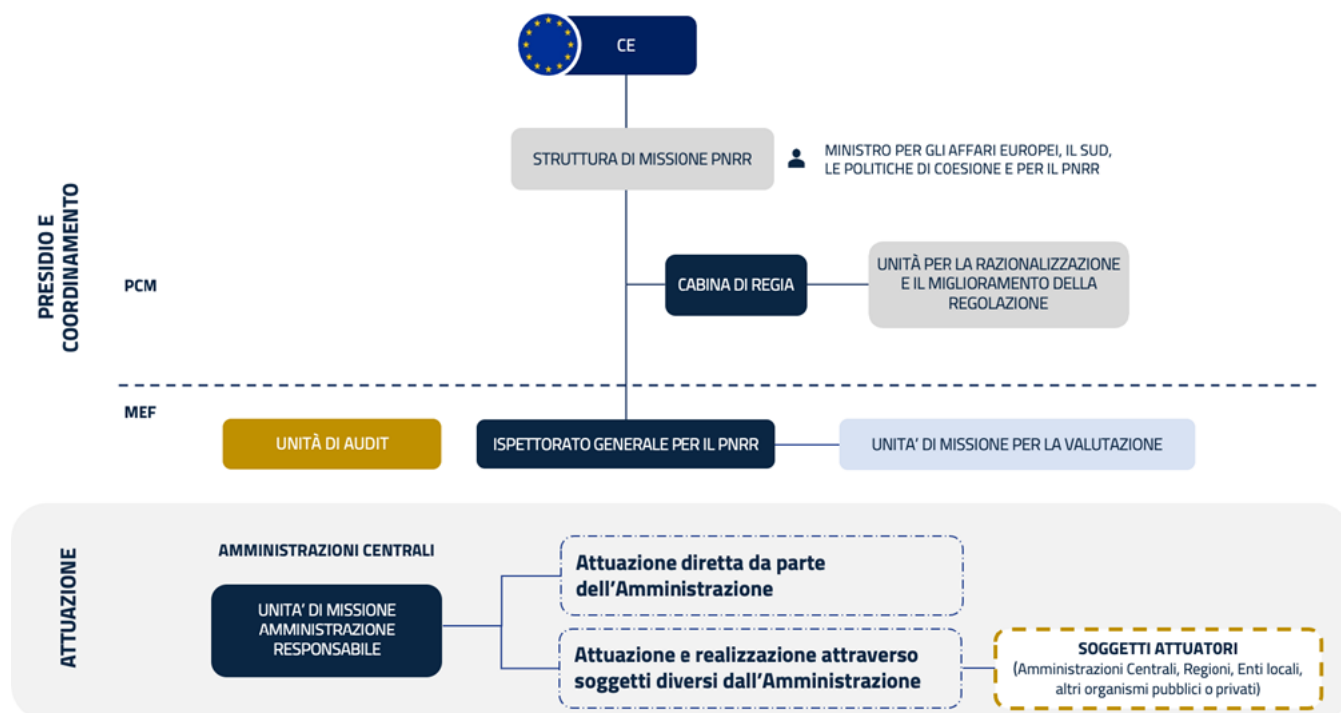 CE
STRUTTURA DI MISSIONE PNRR
MINISTRO PER GLI AFFARI EUROPEI, IL SUD,
LE POLITICHE DI COESIONE E PER IL PNRR
PRESIDIO E
COORDINAMENTO
PCM
CABINA DI REGIA
UNITÀ PER LA RAZIONALIZZAZIONE
E IL MIGLIORAMENTO DELLA
REGOLAZIONE
MEF
UNITÀ DI AUDIT
ISPETTORATO GENERALE PER IL PNRR
UNITA' DI MISSIONE PER LA VALUTAZIONE
ATTUAZIONE
AMMINISTRAZIONI CENTRALI
UNITA' DI MISSIONE
AMMINISTRAZIONE
RESPONSABILE
Attuazione diretta da parte
dell'Amministrazione
Attuazione e realizzazione attraverso
soggetti diversi dall'Amministrazione
SOGGETTI ATTUATORI
(Amministrazioni Centrali, Regioni, Enti locali,
altri organismi pubblici o privati)